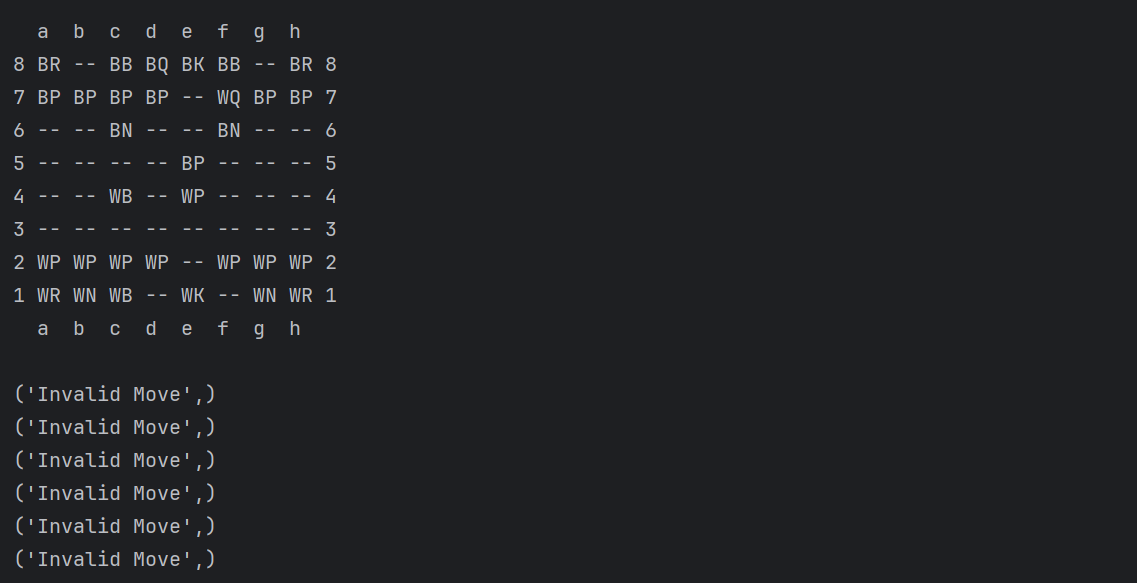 a b c d e f g h
8 BR -- BB BQ BK BB -- BR 8
7 BP BP BP BP -- WQ BP BP 7
6 -- -- BN -- -- BN -- -- 6
5 -- -- -- -- BP -- -- -- 5
4 -- -- WB -- WP -- -- -- 4
3 -- -- -- -- -- -- -- -- 3
2 WP WP WP WP -- WP WP WP 2
1 WR WN WB -- WK -- WN WR 1
a b c d e f g h
('Invalid Move',)
('Invalid Move',)
('Invalid Move',)
('Invalid Move',)
('Invalid Move',)
('Invalid Move',)